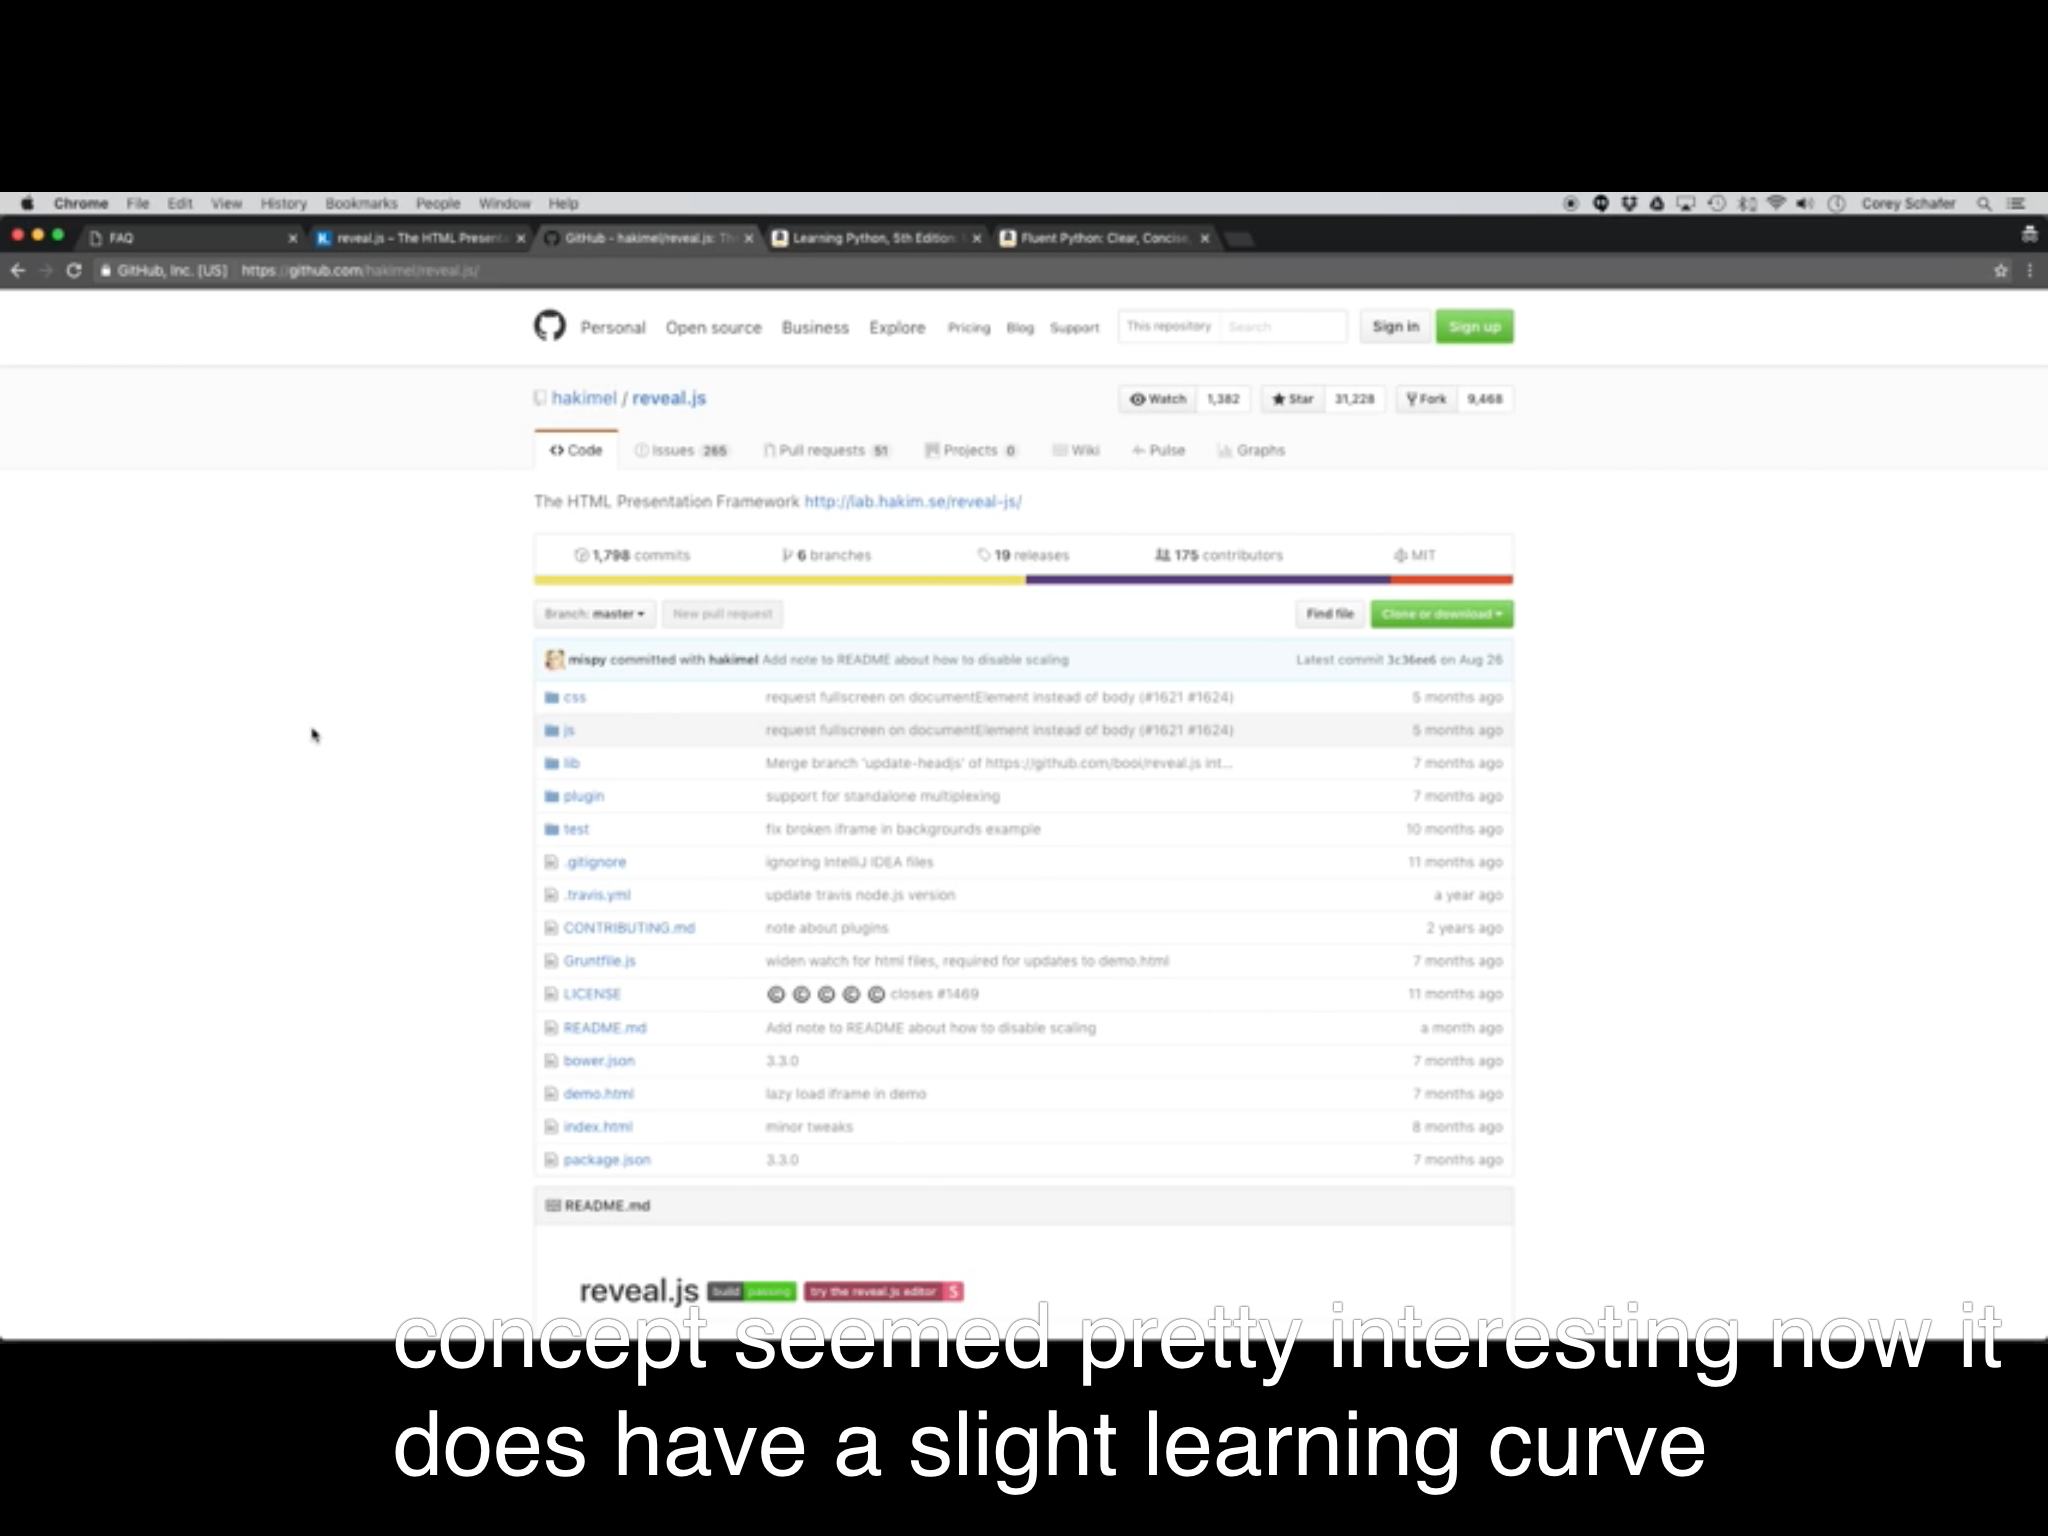 Chrome File Edit View History Bookmarks People Window Help Corey Schafer
FAQ reveal.js – The HTML Present GitHub - hakimel/reveal.js: Th Learning Python, 5th Edition: Fluent Python: Clear, Concise,
GitHub, Inc. [US] https://github.com/hakimel/reveal.js/
Personal Open source Business Explore Pricing Blog Support This repository Search Sign in Sign up
hakimel / reveal.js Watch 1,382 Star 31,228 Fork 9,468
Code Issues 265 Pull requests 51 Projects 0 Wiki Pulse Graphs
The HTML Presentation Framework http://lab.hakim.se/reveal-js/
1,798 commits 6 branches 19 releases 175 contributors MIT
Branch: master New pull request Find file Clone or download
mispy committed with hakimel Add note to README about how to disable scaling Latest commit 3c36ee6 on Aug 26
css request fullscreen on documentElement instead of body (#1621 #1624) 5 months ago
js request fullscreen on documentElement instead of body (#1621 #1624) 5 months ago
lib Merge branch 'update-headjs' of https://github.com/booi/reveal.js int... 7 months ago
plugin support for standalone multiplexing 7 months ago
test fix broken iframe in backgrounds example 10 months ago
.gitignore ignoring IntelliJ IDEA files 11 months ago
.travis.yml update travis node.js version a year ago
CONTRIBUTING.md note about plugins 2 years ago
Gruntfile.js widen watch for html files, required for updates to demo.html 7 months ago
LICENSE © © © © © closes #1469 11 months ago
README.md Add note to README about how to disable scaling a month ago
bower.json 3.3.0 7 months ago
demo.html lazy load iframe in demo 7 months ago
index.html minor tweaks 8 months ago
package.json 3.3.0 7 months ago
README.md
reveal.js build passing try the reveal.js editor S
concept seemed pretty interesting now it
does have a slight learning curve